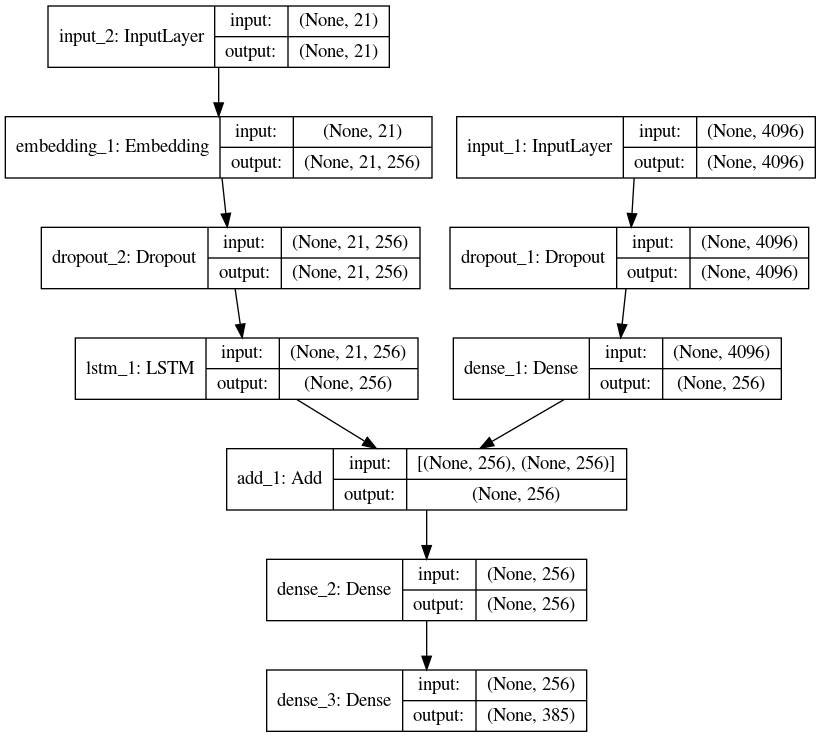 input_2: InputLayer
input: (None, 21)
output: (None, 21)
embedding_1: Embedding
input: (None, 21)
output: (None, 21, 256)
input_1: InputLayer
input: (None, 4096)
output: (None, 4096)
dropout_2: Dropout
input: (None, 21, 256)
output: (None, 21, 256)
dropout_1: Dropout
input: (None, 4096)
output: (None, 4096)
lstm_1: LSTM
input: (None, 21, 256)
output: (None, 256)
dense_1: Dense
input: (None, 4096)
output: (None, 256)
add_1: Add
input: [(None, 256), (None, 256)]
output: (None, 256)
dense_2: Dense
input: (None, 256)
output: (None, 256)
dense_3: Dense
input: (None, 256)
output: (None, 385)